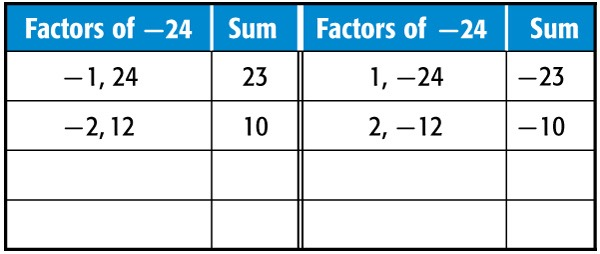 Factors of −24 Sum Factors of −24 Sum
−1, 24 23 1, −24 −23
−2, 12 10 2, −12 −10